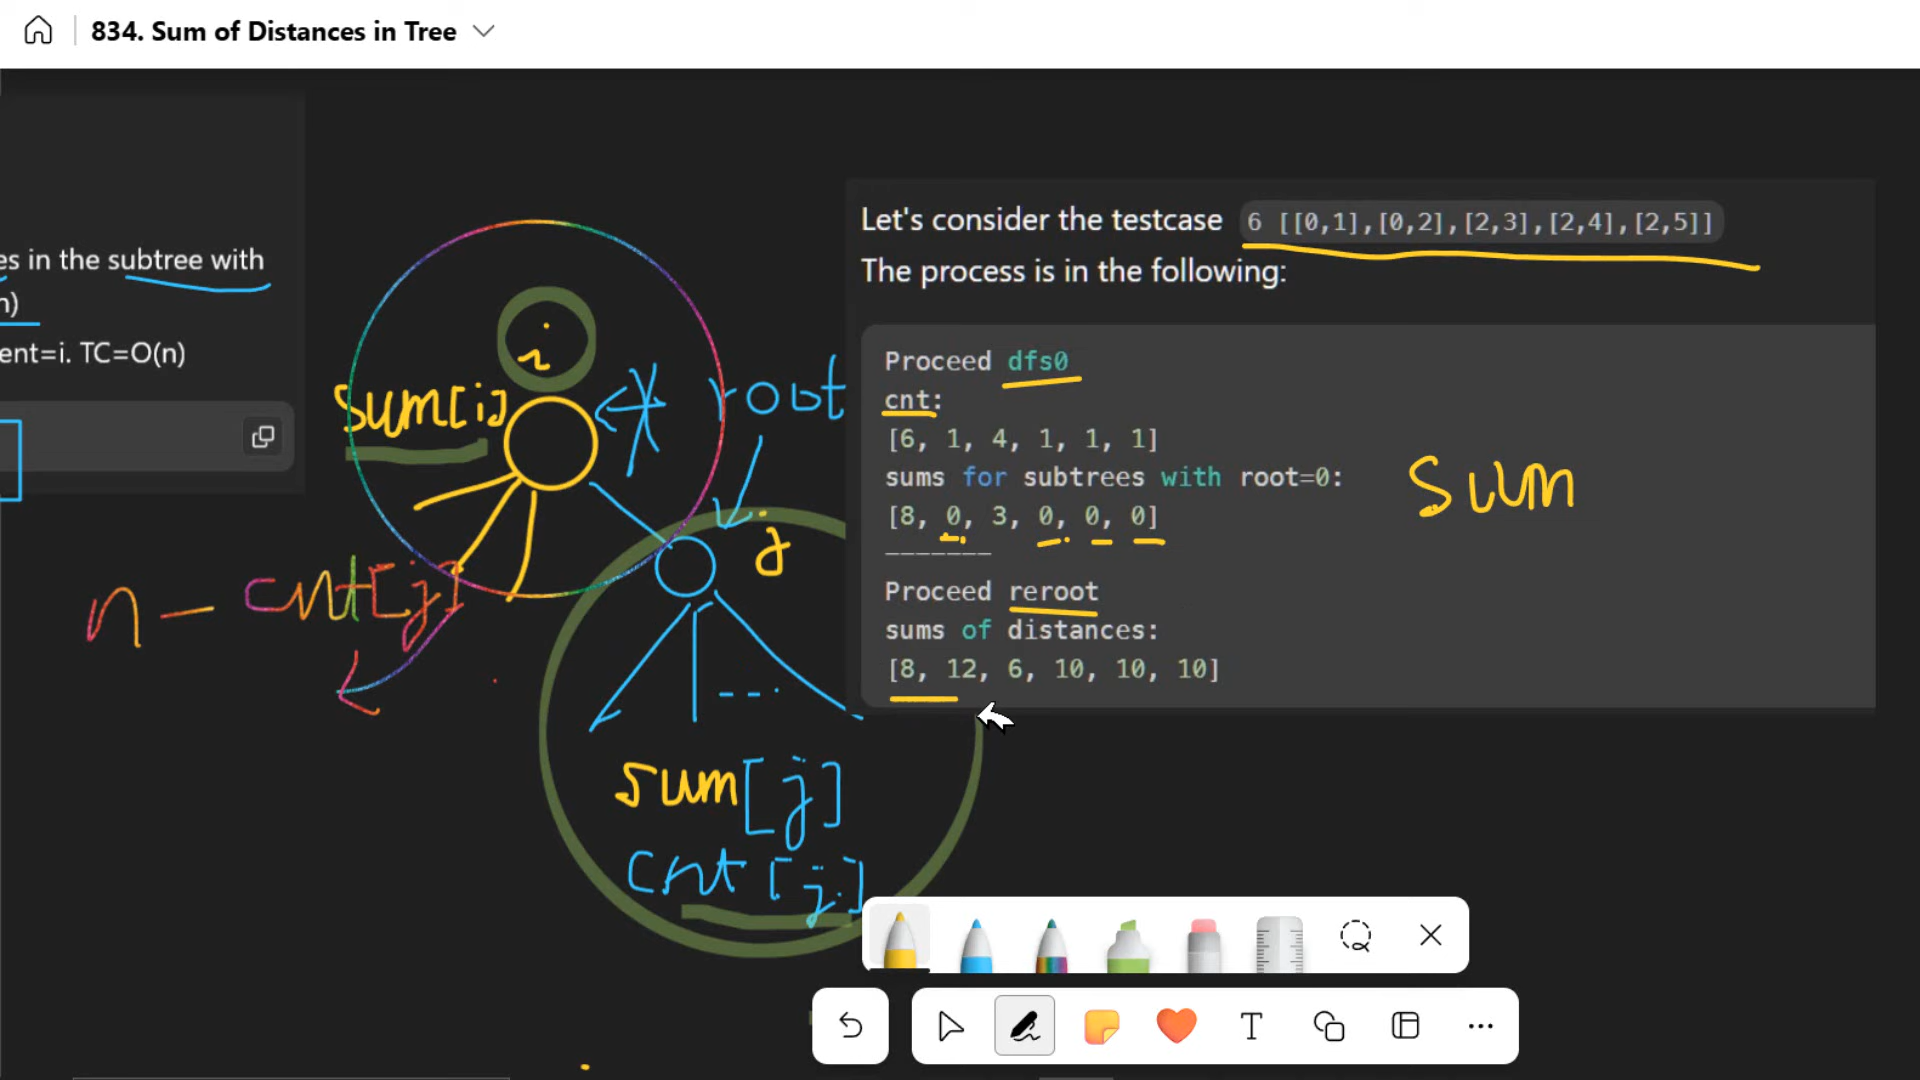 834. Sum of Distances in Tree
es in the subtree with
n)
ent=i. TC=O(n)
i
sum[i]
root
j
n - cnt[j]
...
sum[j]
cnt[j]
Let's consider the testcase 6 [[0,1],[0,2],[2,3],[2,4],[2,5]]
The process is in the following:
Proceed dfs0
cnt:
[6, 1, 4, 1, 1, 1]
sums for subtrees with root=0:
[8, 0, 3, 0, 0, 0]
-------
Proceed reroot
sums of distances:
[8, 12, 6, 10, 10, 10]
Sum
T